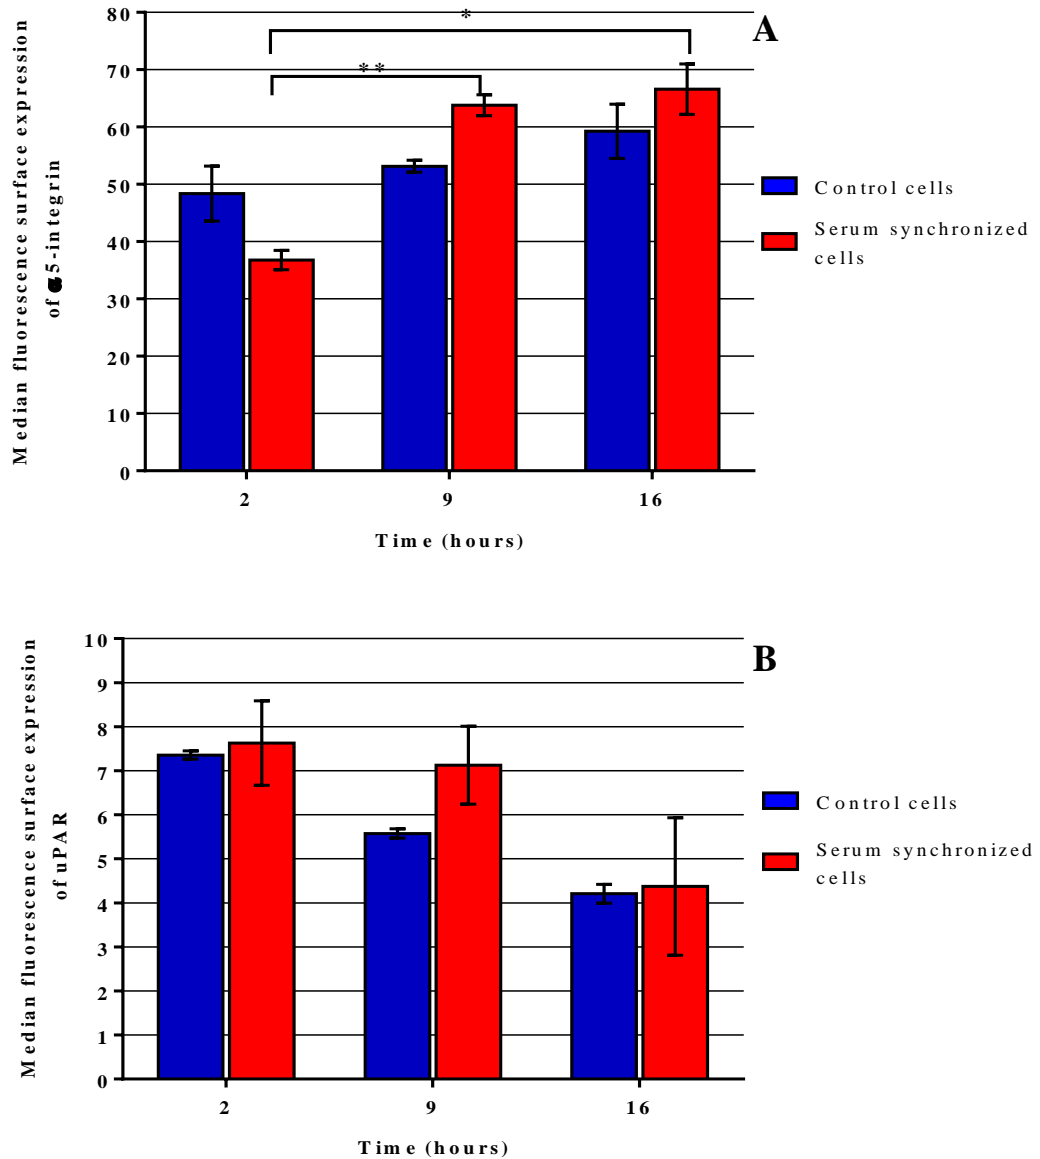 80
70
60
50
40
30
20
10
0
Median fluorescence surface expression
of α5-integrin
*
**
A
Control cells
Serum synchronized
cells
2 9 16
Time (hours)
10
9
8
7
6
5
4
3
2
1
0
Median fluorescence surface expression
of uPAR
B
Control cells
Serum synchronized
cells
2 9 16
Time (hours)